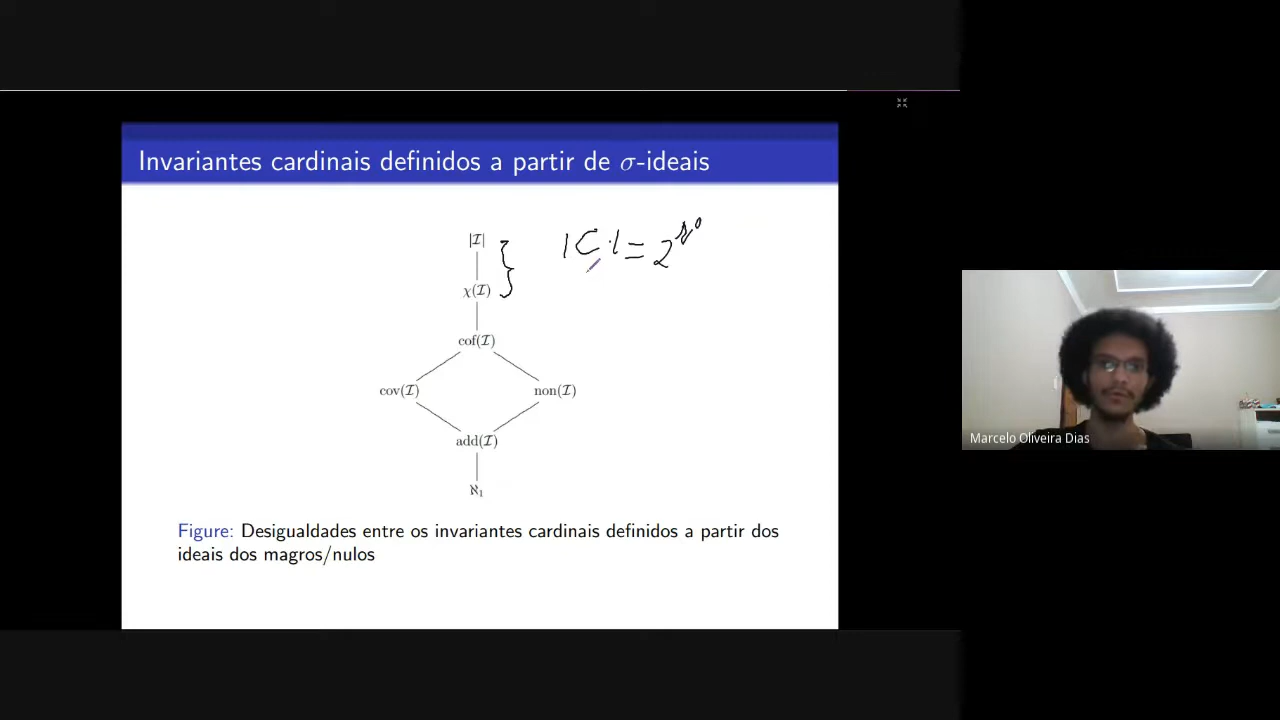 Invariantes cardinais definidos a partir de σ-ideais
|ℐ|
|C·|=2^ℵ0
χ(ℐ)
cof(ℐ)
cov(ℐ) non(ℐ)
add(ℐ)
ℵ₁
Figure: Desigualdades entre os invariantes cardinais definidos a partir dos
ideais dos magros/nulos
Marcelo Oliveira Dias